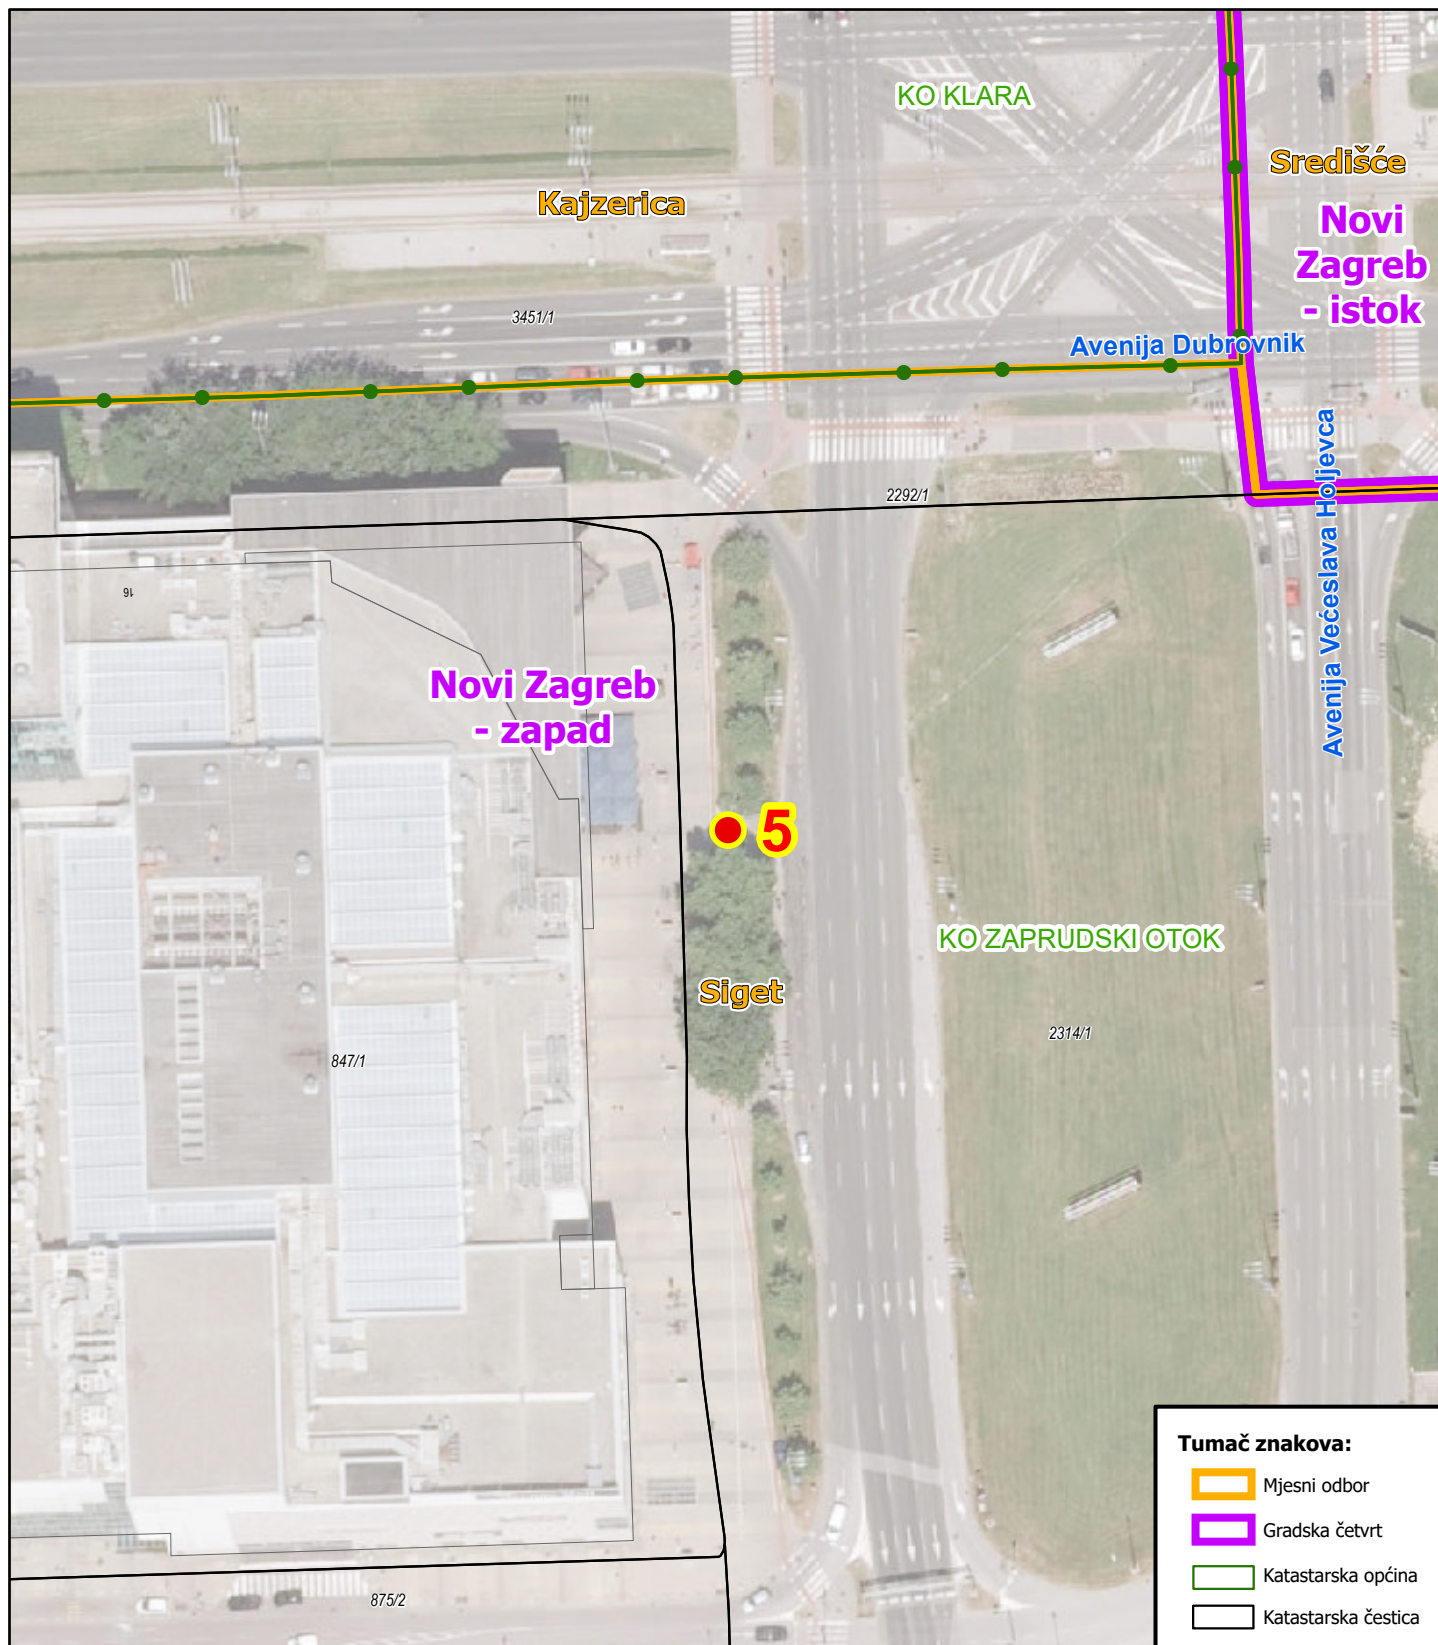 KO KLARA
Središće
Kajzerica
Novi
Zagreb
- istok
3451/1
Avenija Dubrovnik
Avenija Većeslava Holjevca
2292/1
16
Novi Zagreb
- zapad
5
KO ZAPRUDSKI OTOK
Siget
2314/1
847/1
875/2
Tumač znakova:
Mjesni odbor
Gradska četvrt
Katastarska općina
Katastarska čestica